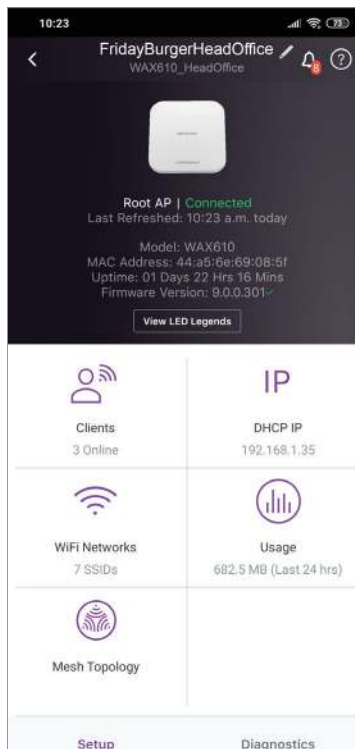 10:23
73
FridayBurgerHeadOffice
WAX610_HeadOffice
8
?
Root AP | Connected
Last Refreshed: 10:23 a.m. today
Model: WAX610
MAC Address: 44:a5:6e:69:08:5f
Uptime: 01 Days 22 Hrs 16 Mins
Firmware Version: 9.0.0.301
View LED Legends
IP
Clients
DHCP IP
3 Online
192.168.1.35
WiFi Networks
Usage
7 SSIDs
682.5 MB (Last 24 hrs)
Mesh Topology
Setup
Diagnostics